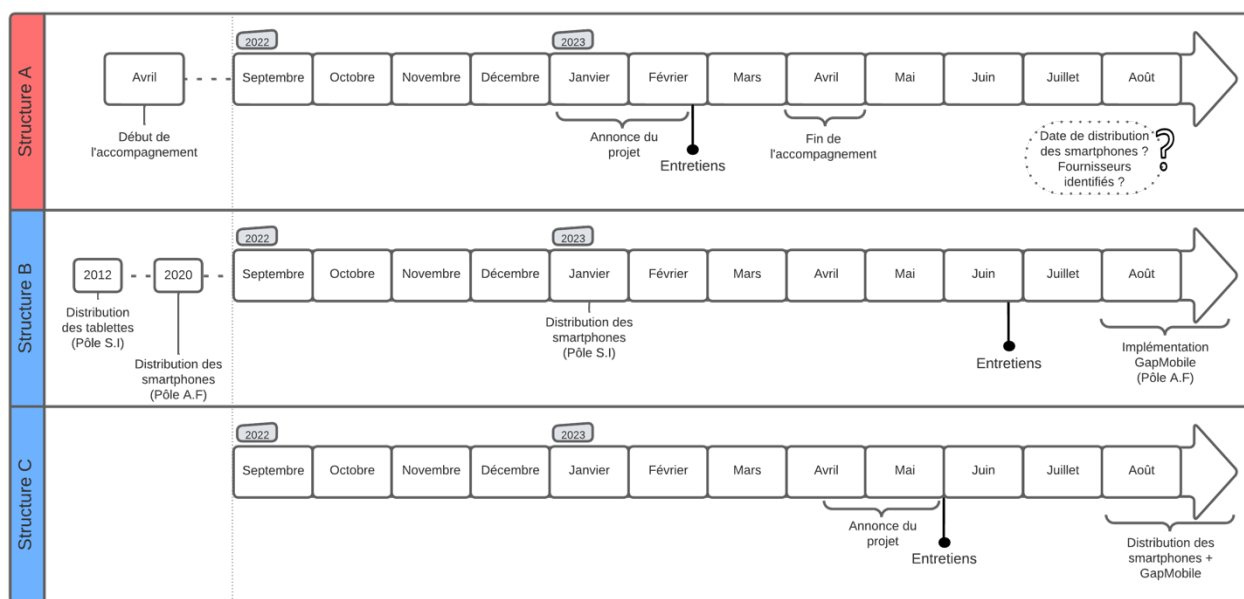 Structure A
2022
2023
Avril
Septembre
Octobre
Novembre
Décembre
Janvier
Février
Mars
Avril
Mai
Juin
Juillet
Août
Début de
l'accompagnement
Annonce du
projet
Entretiens
Fin de
l'accompagnement
Date de distribution
des smartphones ?
Fournisseurs
identifiés ?
?
Structure B
2022
2023
2012
2020
Septembre
Octobre
Novembre
Décembre
Janvier
Février
Mars
Avril
Mai
Juin
Juillet
Août
Distribution
des tablettes
(Pôle S.I)
Distribution des
smartphones
(Pôle A.F)
Distribution des
smartphones
(Pôle S.I)
Entretiens
Implémentation
GapMobile
(Pôle A.F)
Structure C
2022
2023
Septembre
Octobre
Novembre
Décembre
Janvier
Février
Mars
Avril
Mai
Juin
Juillet
Août
Annonce du
projet
Entretiens
Distribution des
smartphones +
GapMobile